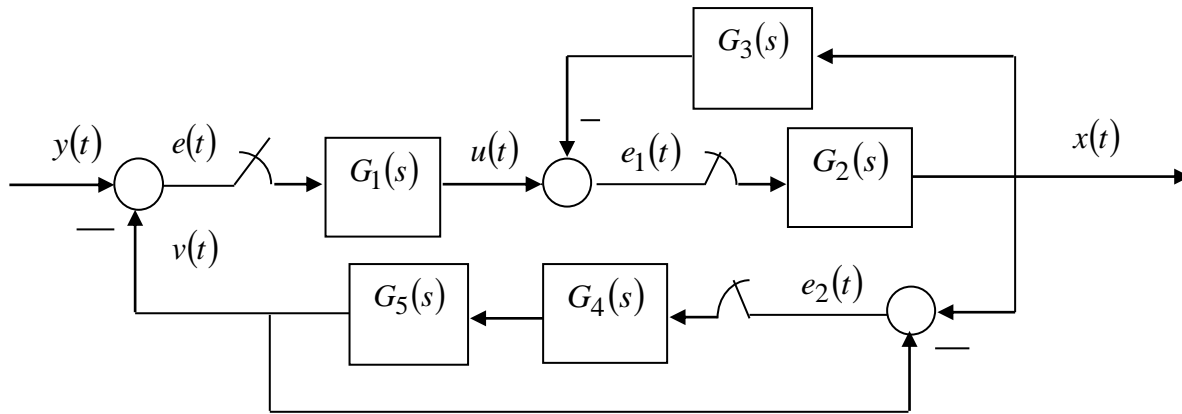 G₃(s)
y(t)
e(t)
G₁(s)
u(t)
e₁(t)
G₂(s)
x(t)
v(t)
G₅(s)
G₄(s)
e₂(t)